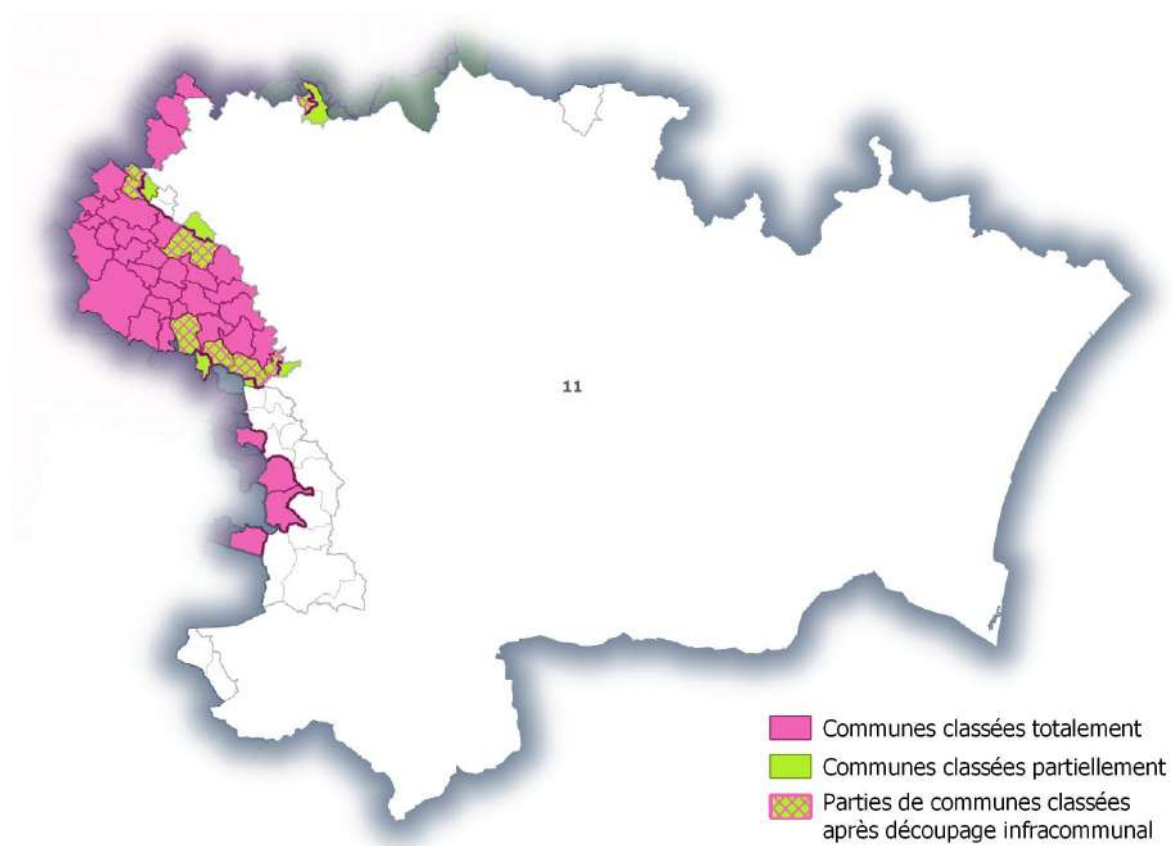 11
Communes classées totalement
Communes classées partiellement
Parties de communes classées
après découpage infracommunal